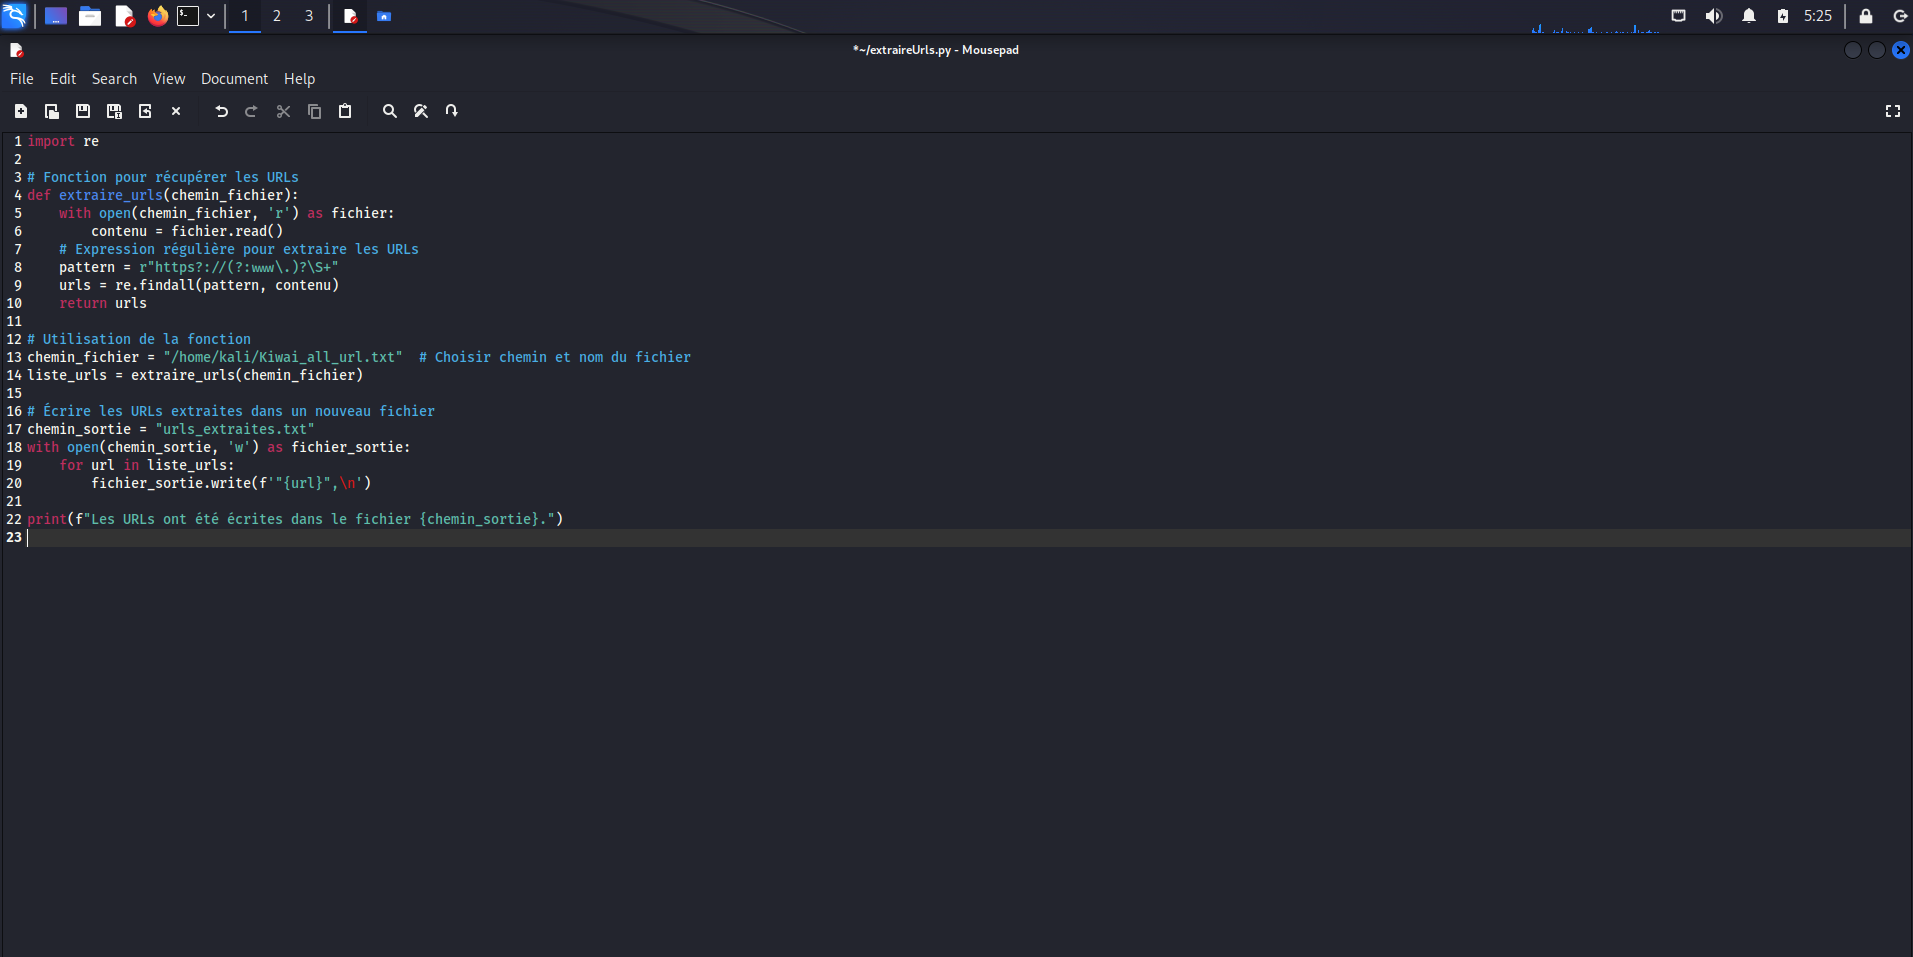 1 2 3 5:25
*~/extraireUrls.py - Mousepad
File Edit Search View Document Help
1 import re
2
3 # Fonction pour récupérer les URLs
4 def extraire_urls(chemin_fichier):
5     with open(chemin_fichier, 'r') as fichier:
6         contenu = fichier.read()
7     # Expression régulière pour extraire les URLs
8     pattern = r"https?://(?:www\.)?\S+"
9     urls = re.findall(pattern, contenu)
10     return urls
11
12 # Utilisation de la fonction
13 chemin_fichier = "/home/kali/Kiwai_all_url.txt"  # Choisir chemin et nom du fichier
14 liste_urls = extraire_urls(chemin_fichier)
15
16 # Écrire les URLs extraites dans un nouveau fichier
17 chemin_sortie = "urls_extraites.txt"
18 with open(chemin_sortie, 'w') as fichier_sortie:
19     for url in liste_urls:
20         fichier_sortie.write(f'"{url}",\n')
21
22 print(f"Les URLs ont été écrites dans le fichier {chemin_sortie}.")
23